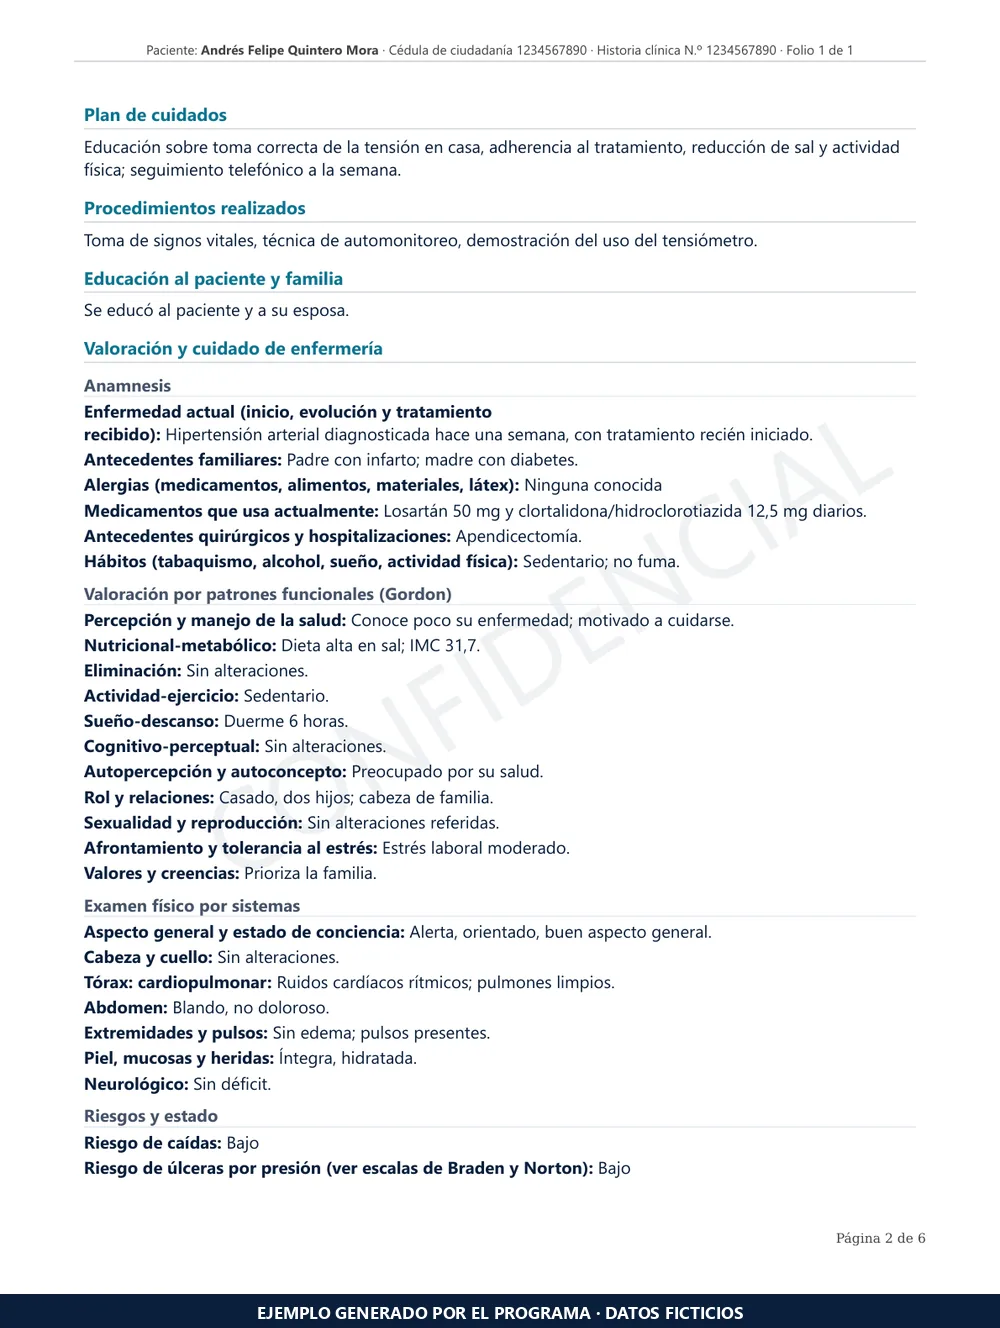 Paciente: Andrés Felipe Quintero Mora · Cédula de ciudadanía 1234567890 · Historia clínica N.º 1234567890 · Folio 1 de 1
Plan de cuidados
Educación sobre toma correcta de la tensión en casa, adherencia al tratamiento, reducción de sal y actividad
física; seguimiento telefónico a la semana.
Procedimientos realizados
Toma de signos vitales, técnica de automonitoreo, demostración del uso del tensiómetro.
Educación al paciente y familia
Se educó al paciente y a su esposa.
Valoración y cuidado de enfermería
Anamnesis
Enfermedad actual (inicio, evolución y tratamiento
recibido): Hipertensión arterial diagnosticada hace una semana, con tratamiento recién iniciado.
Antecedentes familiares: Padre con infarto; madre con diabetes.
Alergias (medicamentos, alimentos, materiales, látex): Ninguna conocida
Medicamentos que usa actualmente: Losartán 50 mg y clortalidona/hidroclorotiazida 12,5 mg diarios.
Antecedentes quirúrgicos y hospitalizaciones: Apendicectomía.
Hábitos (tabaquismo, alcohol, sueño, actividad física): Sedentario; no fuma.
Valoración por patrones funcionales (Gordon)
Percepción y manejo de la salud: Conoce poco su enfermedad; motivado a cuidarse.
Nutricional-metabólico: Dieta alta en sal; IMC 31,7.
Eliminación: Sin alteraciones.
Actividad-ejercicio: Sedentario.
Sueño-descanso: Duerme 6 horas.
Cognitivo-perceptual: Sin alteraciones.
Autopercepción y autoconcepto: Preocupado por su salud.
Rol y relaciones: Casado, dos hijos; cabeza de familia.
Sexualidad y reproducción: Sin alteraciones referidas.
Afrontamiento y tolerancia al estrés: Estrés laboral moderado.
Valores y creencias: Prioriza la familia.
Examen físico por sistemas
Aspecto general y estado de conciencia: Alerta, orientado, buen aspecto general.
Cabeza y cuello: Sin alteraciones.
Tórax: cardiopulmonar: Ruidos cardíacos rítmicos; pulmones limpios.
Abdomen: Blando, no doloroso.
Extremidades y pulsos: Sin edema; pulsos presentes.
Piel, mucosas y heridas: Íntegra, hidratada.
Neurológico: Sin déficit.
Riesgos y estado
Riesgo de caídas: Bajo
Riesgo de úlceras por presión (ver escalas de Braden y Norton): Bajo
CONFIDENCIAL
Página 2 de 6
EJEMPLO GENERADO POR EL PROGRAMA · DATOS FICTICIOS